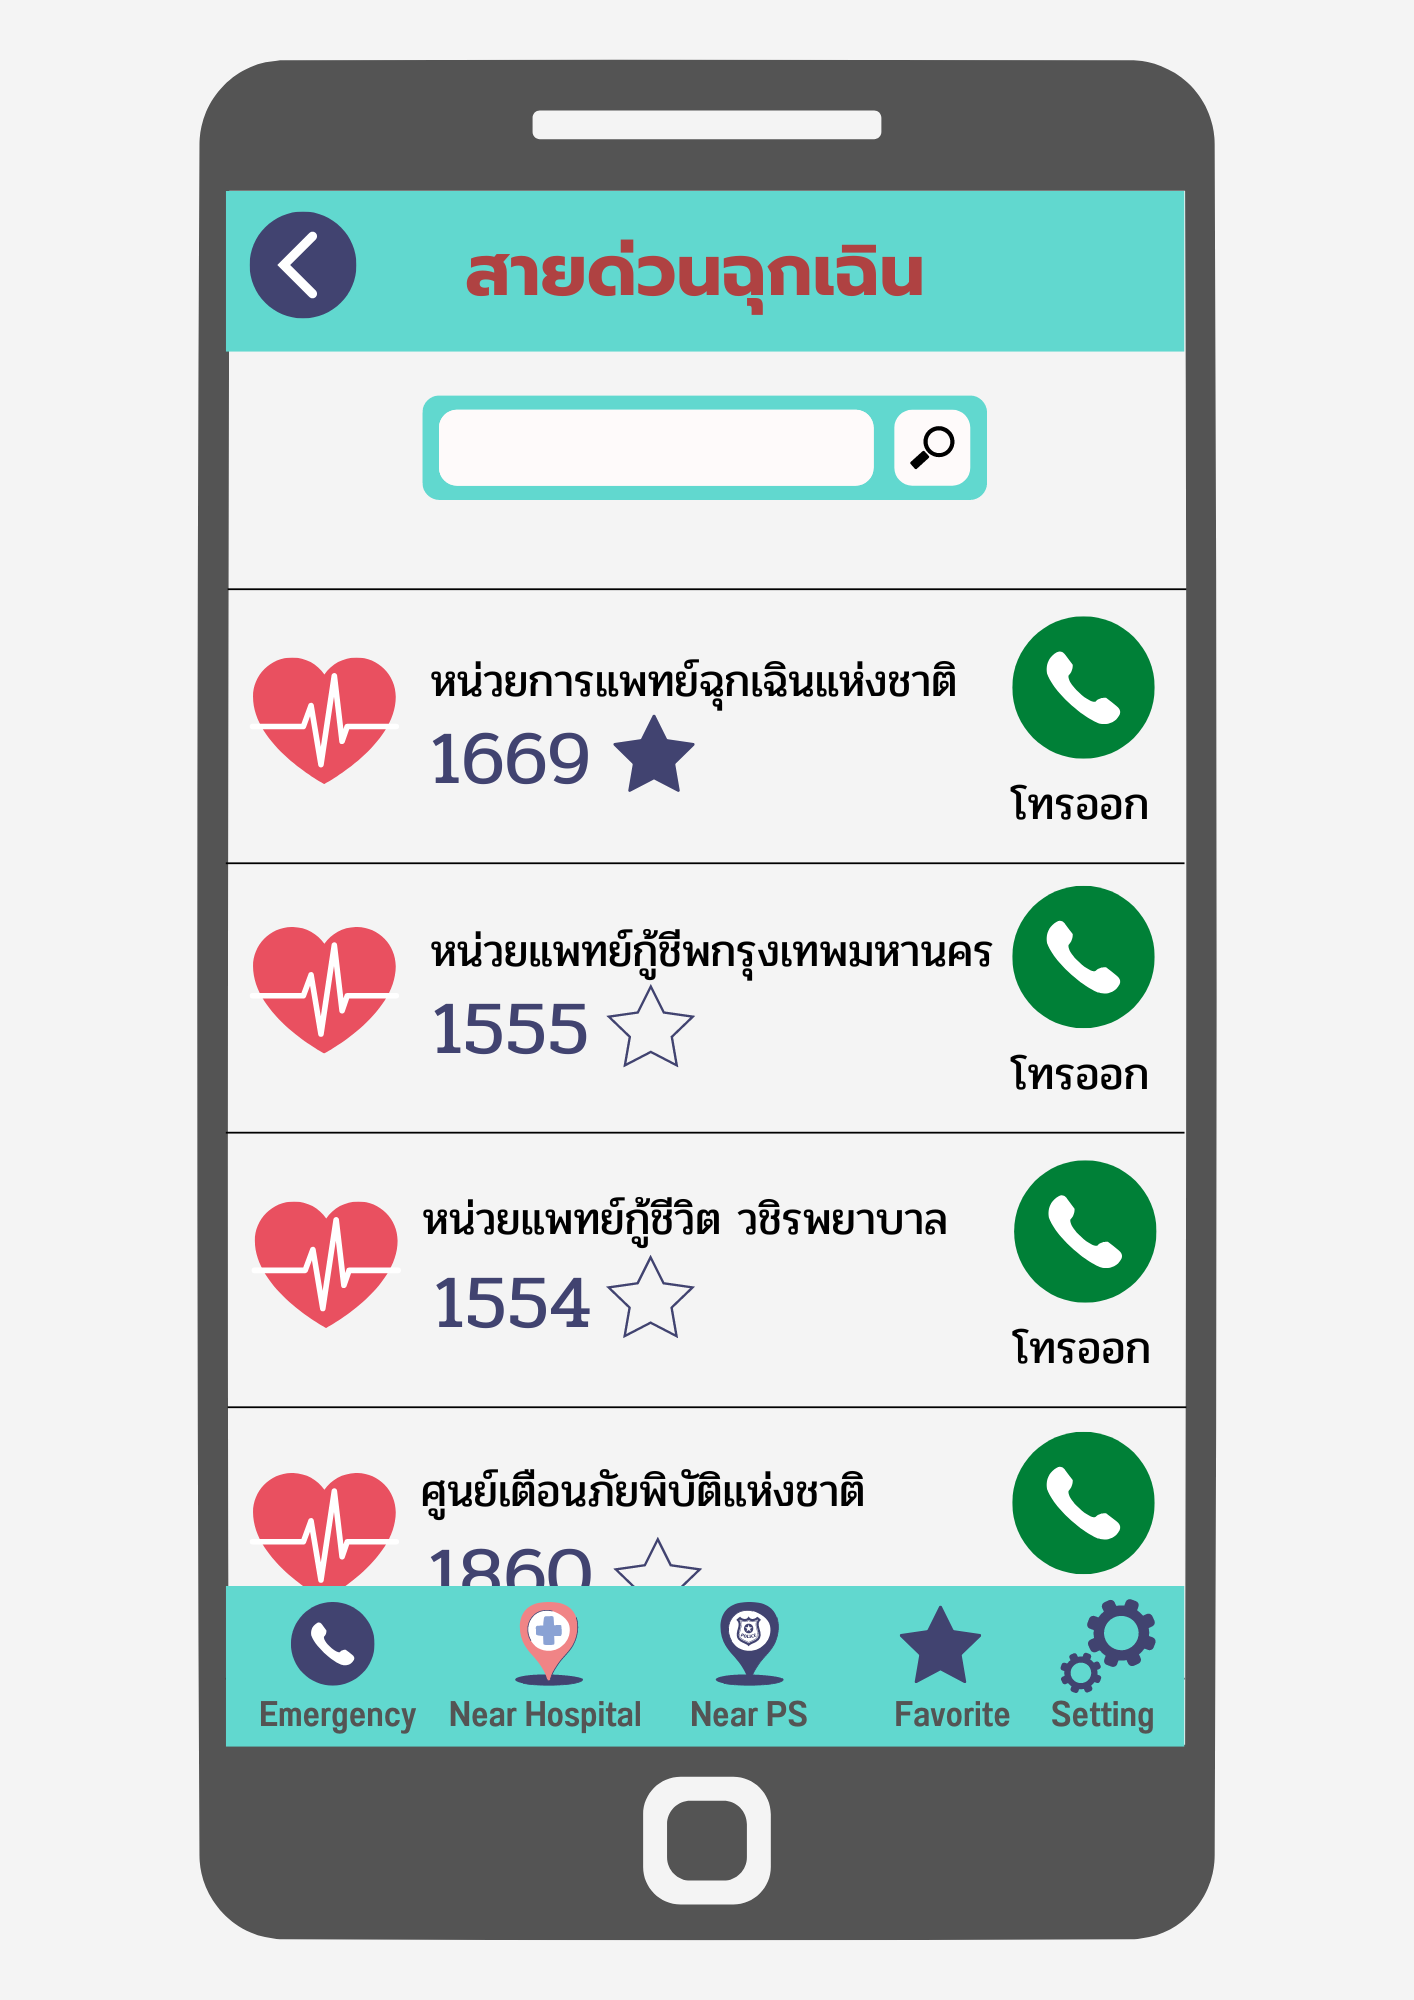 สายด่วนฉุกเฉิน
หน่วยการแพทย์ฉุกเฉินแห่งชาติ
1669
โทรออก
หน่วยแพทย์กู้ชีพกรุงเทพมหานคร
1555
โทรออก
หน่วยแพทย์กู้ชีวิต วชิรพยาบาล
1554
โทรออก
ศูนย์เตือนภัยพิบัติแห่งชาติ
1860
POLICE
Emergency Near Hospital Near PS Favorite Setting